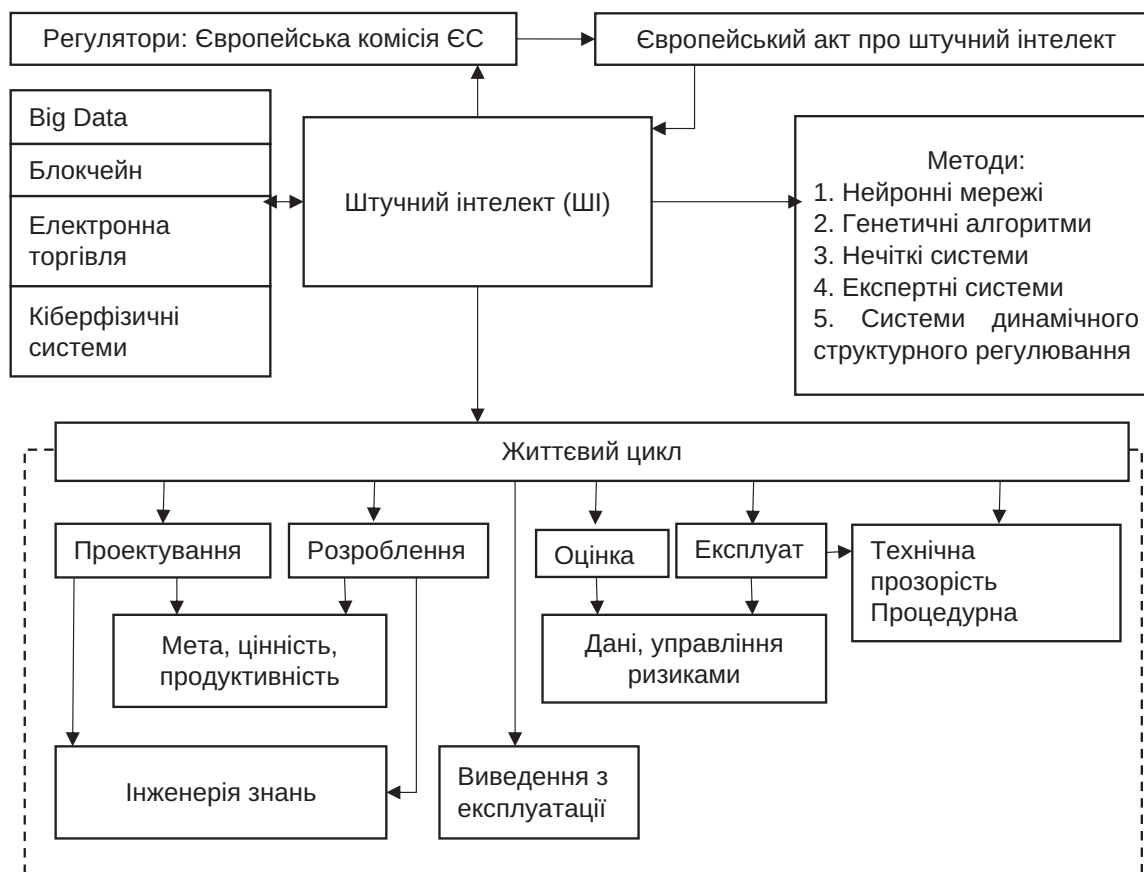 Регулятори: Європейська комісія ЄС
Європейський акт про штучний інтелект
Big Data
Блокчейн
Електронна
торгівля
Кіберфізичні
системи
Штучний інтелект (ШІ)
Методи:
1. Нейронні мережі
2. Генетичні алгоритми
3. Нечіткі системи
4. Експертні системи
5. Системи динамічного
структурного регулювання
Життєвий цикл
Проектування
Розроблення
Оцінка
Експлуат
Технічна
прозорість
Процедурна
Мета, цінність,
продуктивність
Дані, управління
ризиками
Інженерія знань
Виведення з
експлуатації